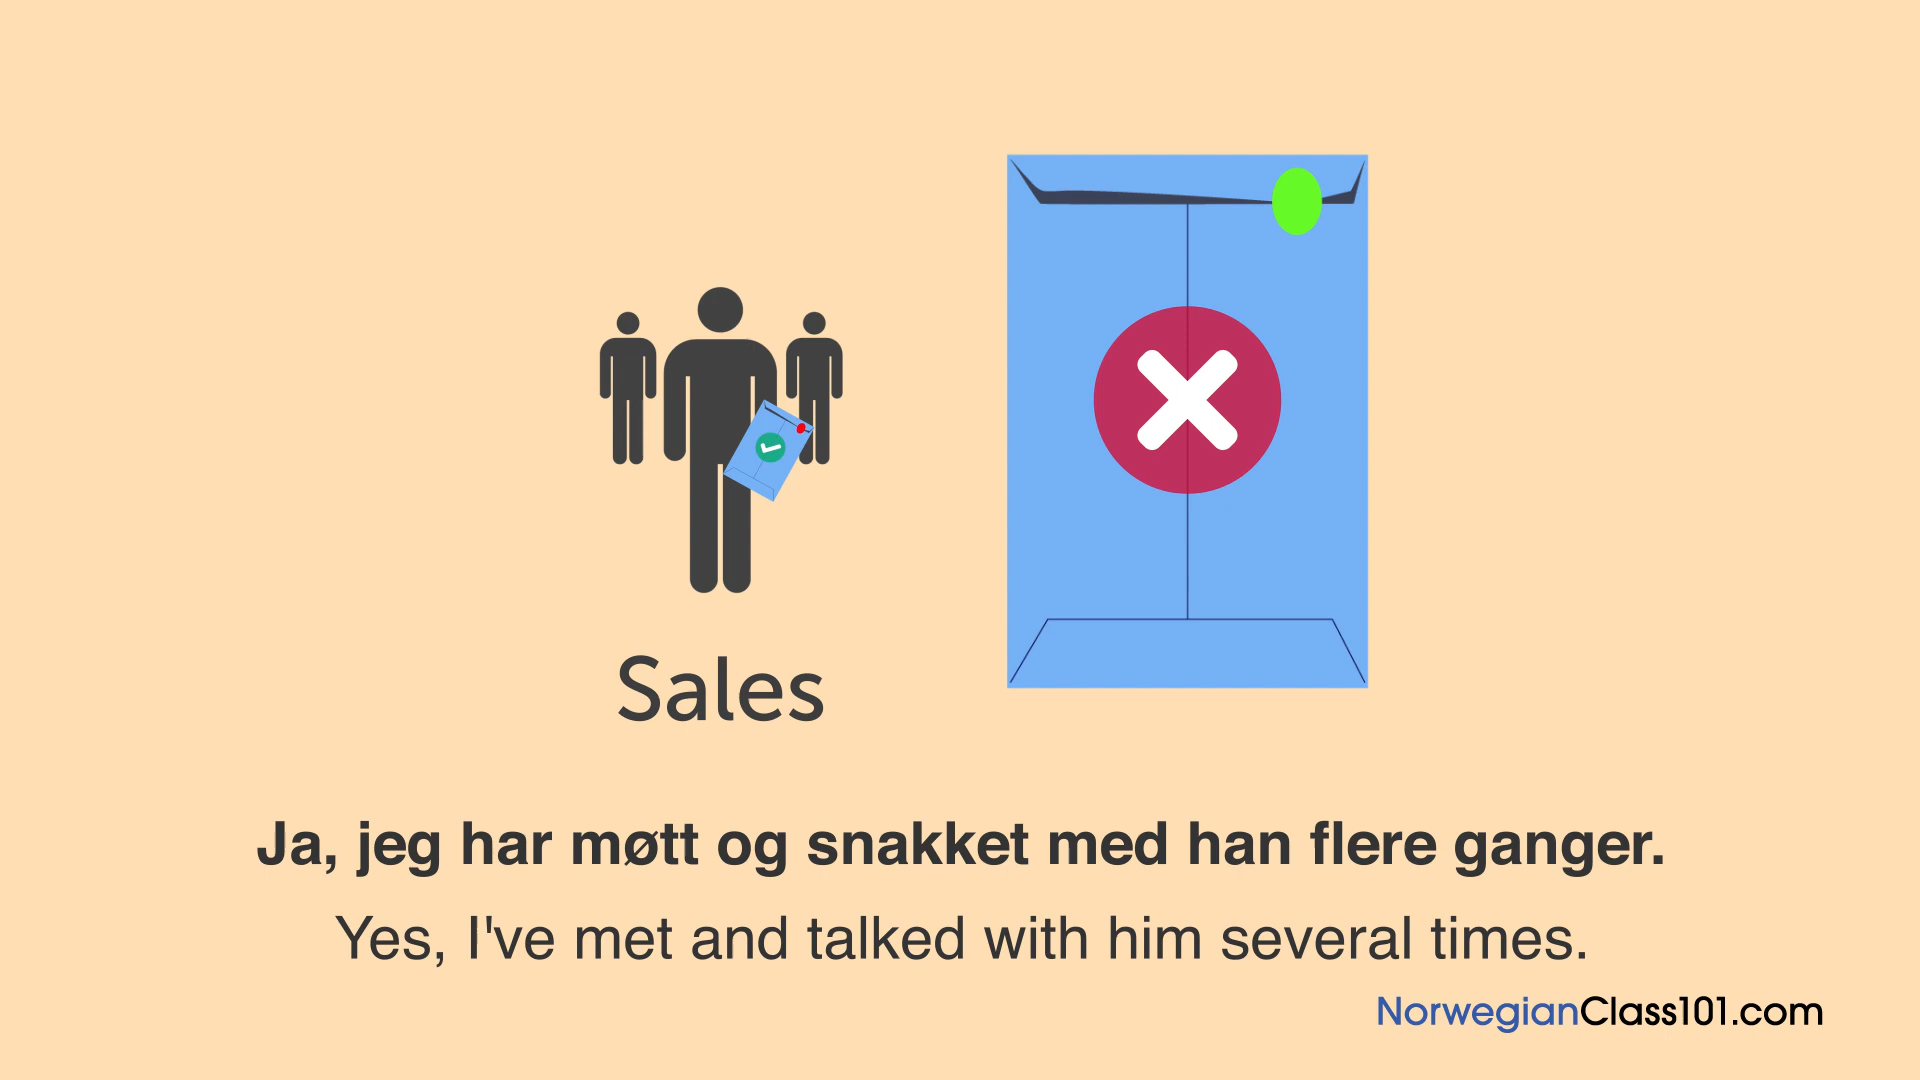 Sales
Ja, jeg har møtt og snakket med han flere ganger.
Yes, I've met and talked with him several times.
NorwegianClass101.com